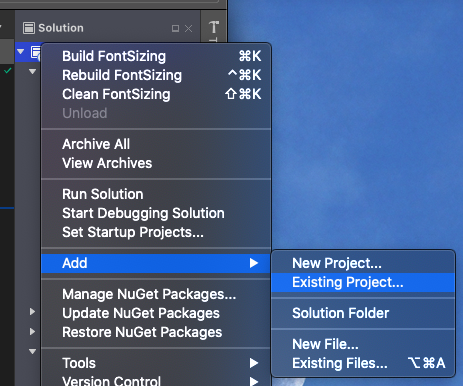 Solution
Build FontSizing ⌘K
Rebuild FontSizing ^⌘K
Clean FontSizing ⇧⌘K
Unload
Archive All
View Archives
Run Solution
Start Debugging Solution
Set Startup Projects...
Add
New Project...
Existing Project...
Solution Folder
New File...
Existing Files... ⌥⌘A
Manage NuGet Packages...
Update NuGet Packages
Restore NuGet Packages
Tools
Version Control